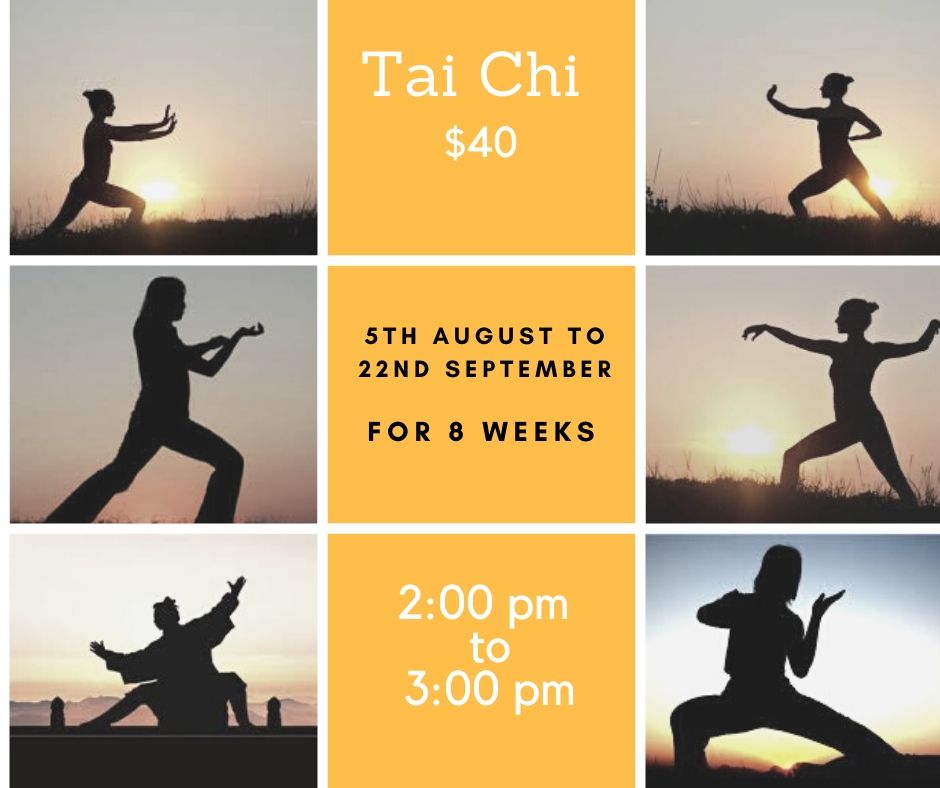 Tai Chi
$40
5TH AUGUST TO
22ND SEPTEMBER
FOR 8 WEEKS
2:00 pm
to
3:00 pm